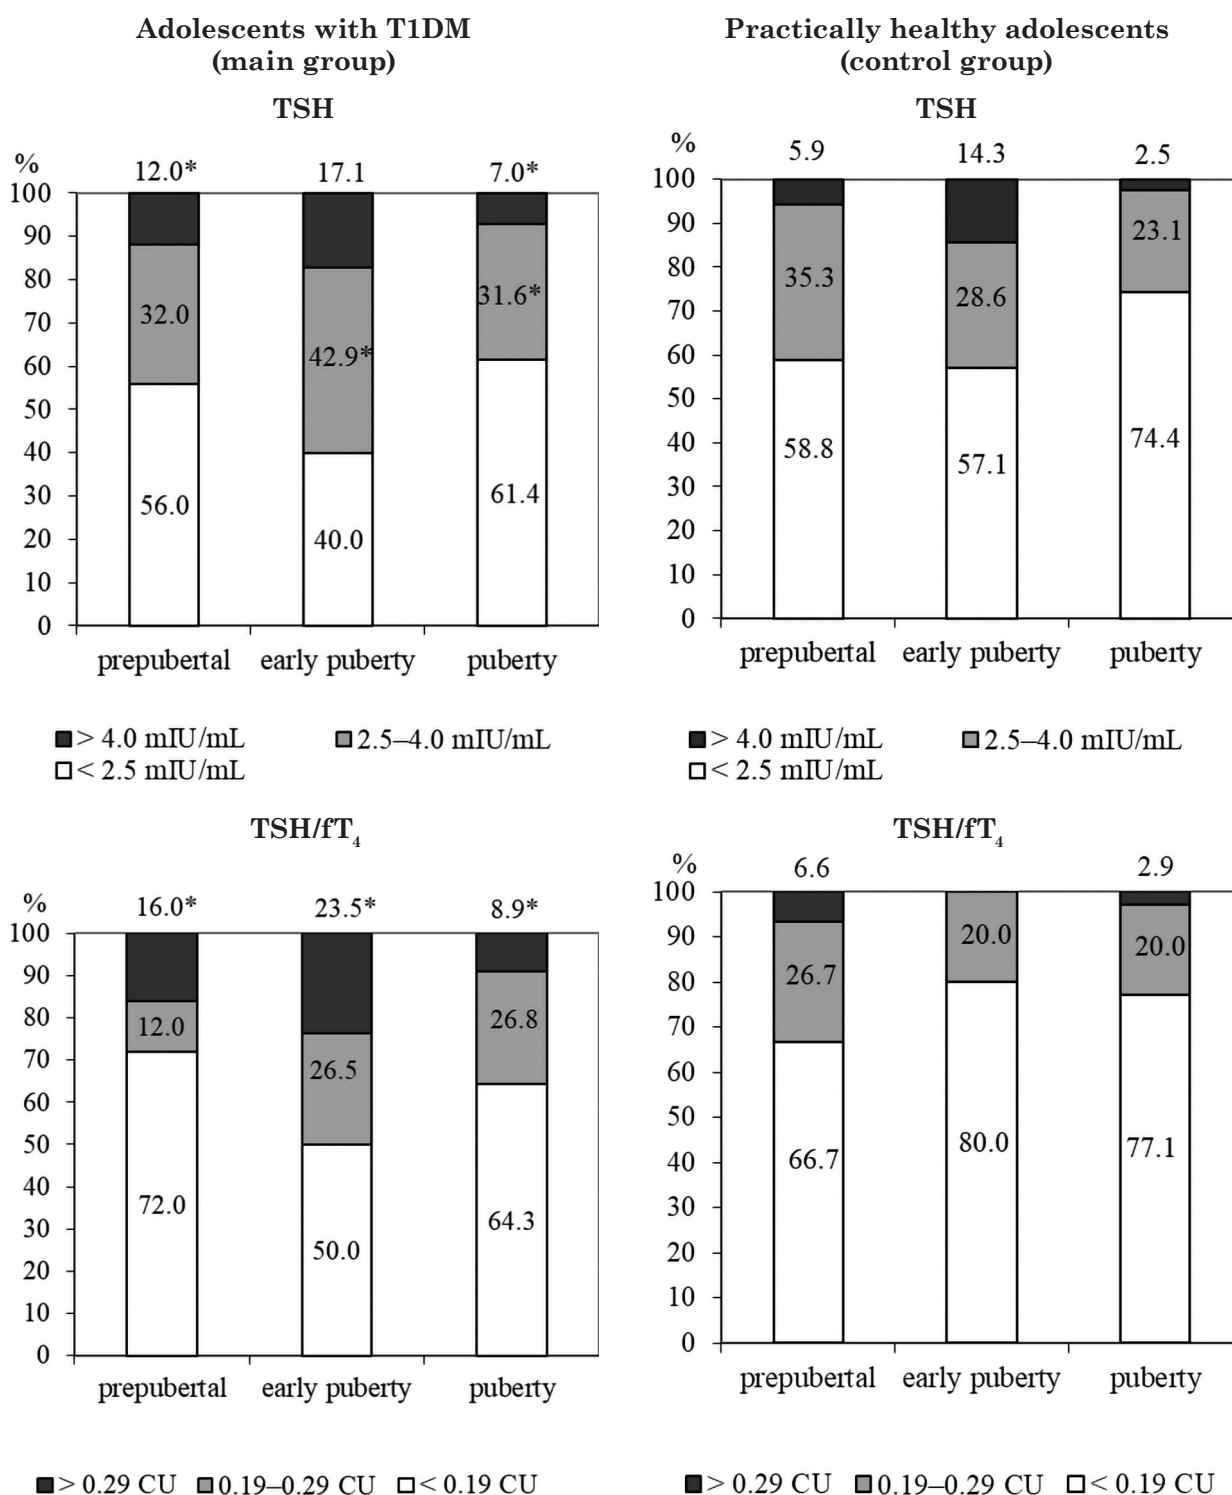 Adolescents with T1DM
(main group)
TSH
%
12.0* 17.1 7.0*
100
90
80
70
60
50
40
30
20
10
0
32.0 42.9* 31.6*
56.0 40.0 61.4
prepubertal early puberty puberty
> 4.0 mIU/mL 2.5–4.0 mIU/mL
< 2.5 mIU/mL
Practically healthy adolescents
(control group)
TSH
%
5.9 14.3 2.5
100
90
80
70
60
50
40
30
20
10
0
35.3 28.6 23.1
58.8 57.1 74.4
prepubertal early puberty puberty
> 4.0 mIU/mL 2.5–4.0 mIU/mL
< 2.5 mIU/mL
TSH/fT₄
%
16.0* 23.5* 8.9*
100
90
80
70
60
50
40
30
20
10
0
12.0 26.5 26.8
72.0 50.0 64.3
prepubertal early puberty puberty
> 0.29 CU 0.19–0.29 CU < 0.19 CU
TSH/fT₄
%
6.6 2.9
100
90
80
70
60
50
40
30
20
10
0
26.7 20.0 20.0
66.7 80.0 77.1
prepubertal early puberty puberty
> 0.29 CU 0.19–0.29 CU < 0.19 CU